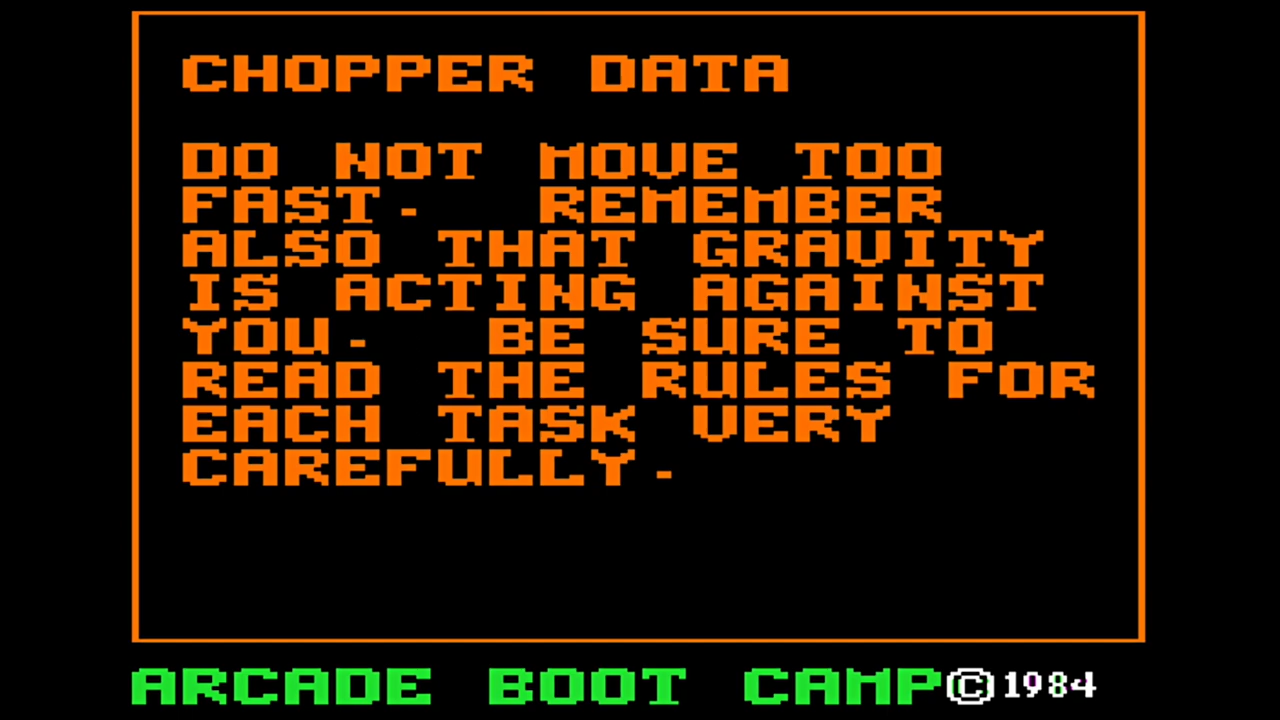 CHOPPER DATA
DO NOT MOVE TOO
FAST. REMEMBER
ALSO THAT GRAVITY
IS ACTING AGAINST
YOU. BE SURE TO
READ THE RULES FOR
EACH TASK VERY
CAREFULLY.
ARCADE BOOT CAMP©1984